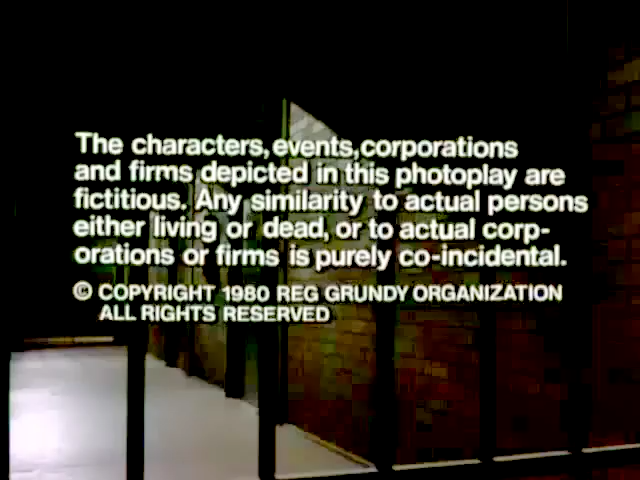 The characters, events,corporations
and firms depicted in this photoplay are
fictitious. Any similarity to actual persons
either living or dead, or to actual corp-
orations or firms is purely co-incidental.
© COPYRIGHT 1980 REG GRUNDY ORGANIZATION
ALL RIGHTS RESERVED